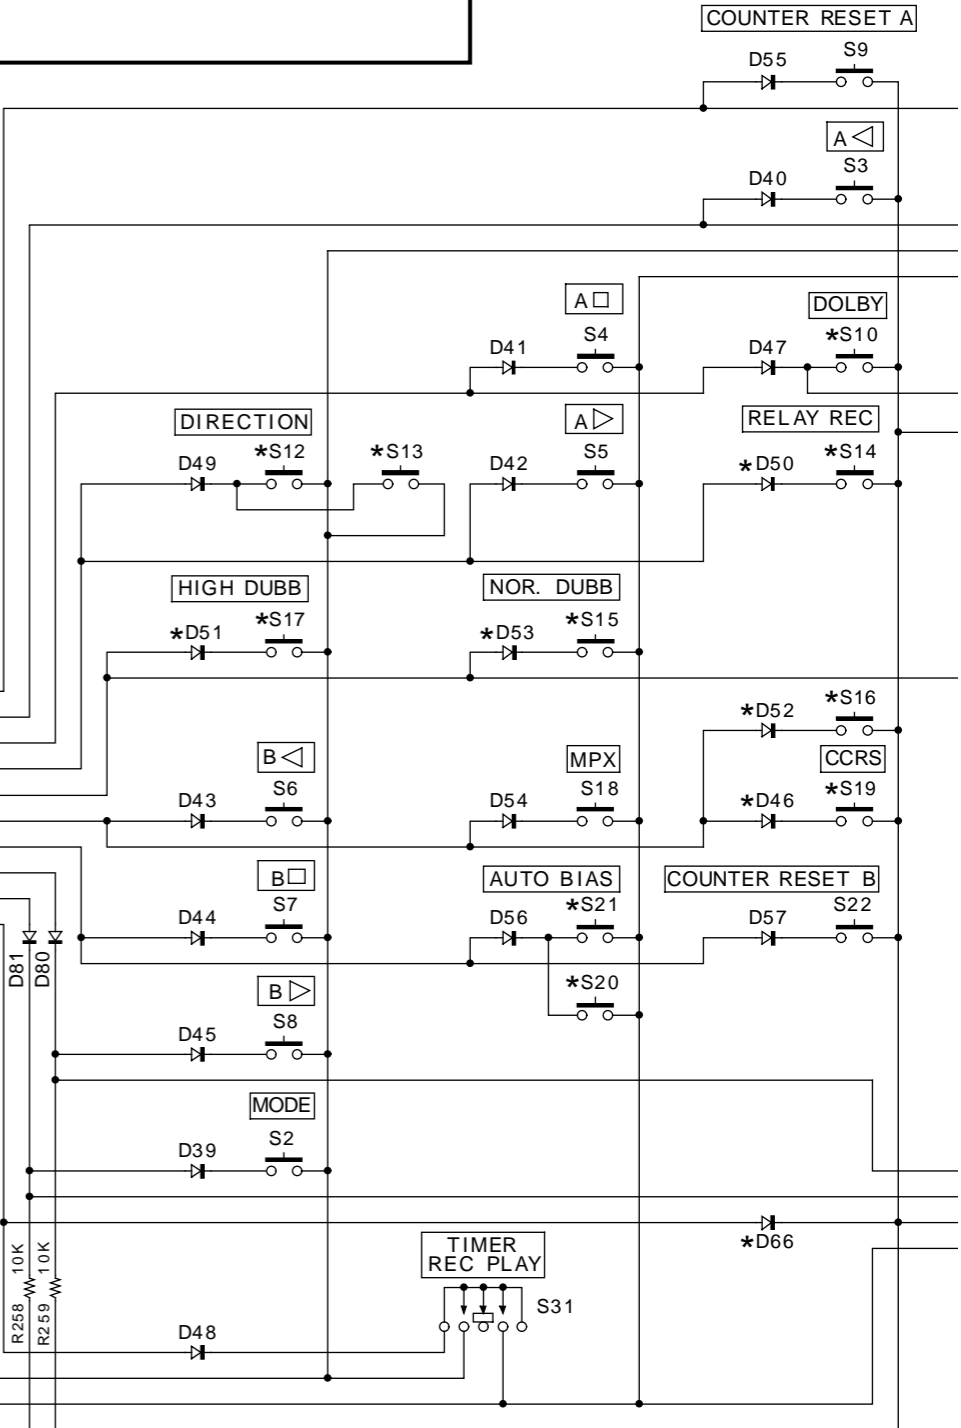 COUNTER RESET A
D55 S9
A
D40 S3
A
DOLBY
D41 S4 D47 *S10
DIRECTION A RELAY REC
D49 *S12 *S13 D42 S5 *D50 *S14
HIGH DUBB NOR. DUBB
*D51 *S17 *D53 *S15
*D52 *S16
B MPX CCRS
D43 S6 D54 S18 *D46 *S19
B AUTO BIAS COUNTER RESET B
D44 S7 D56 *S21 D57 S22
D81 D80
*S20
B
D45 S8
MODE
D39 S2
*D66
TIMER
REC PLAY
R258 10K
R259 10K
S31
D48